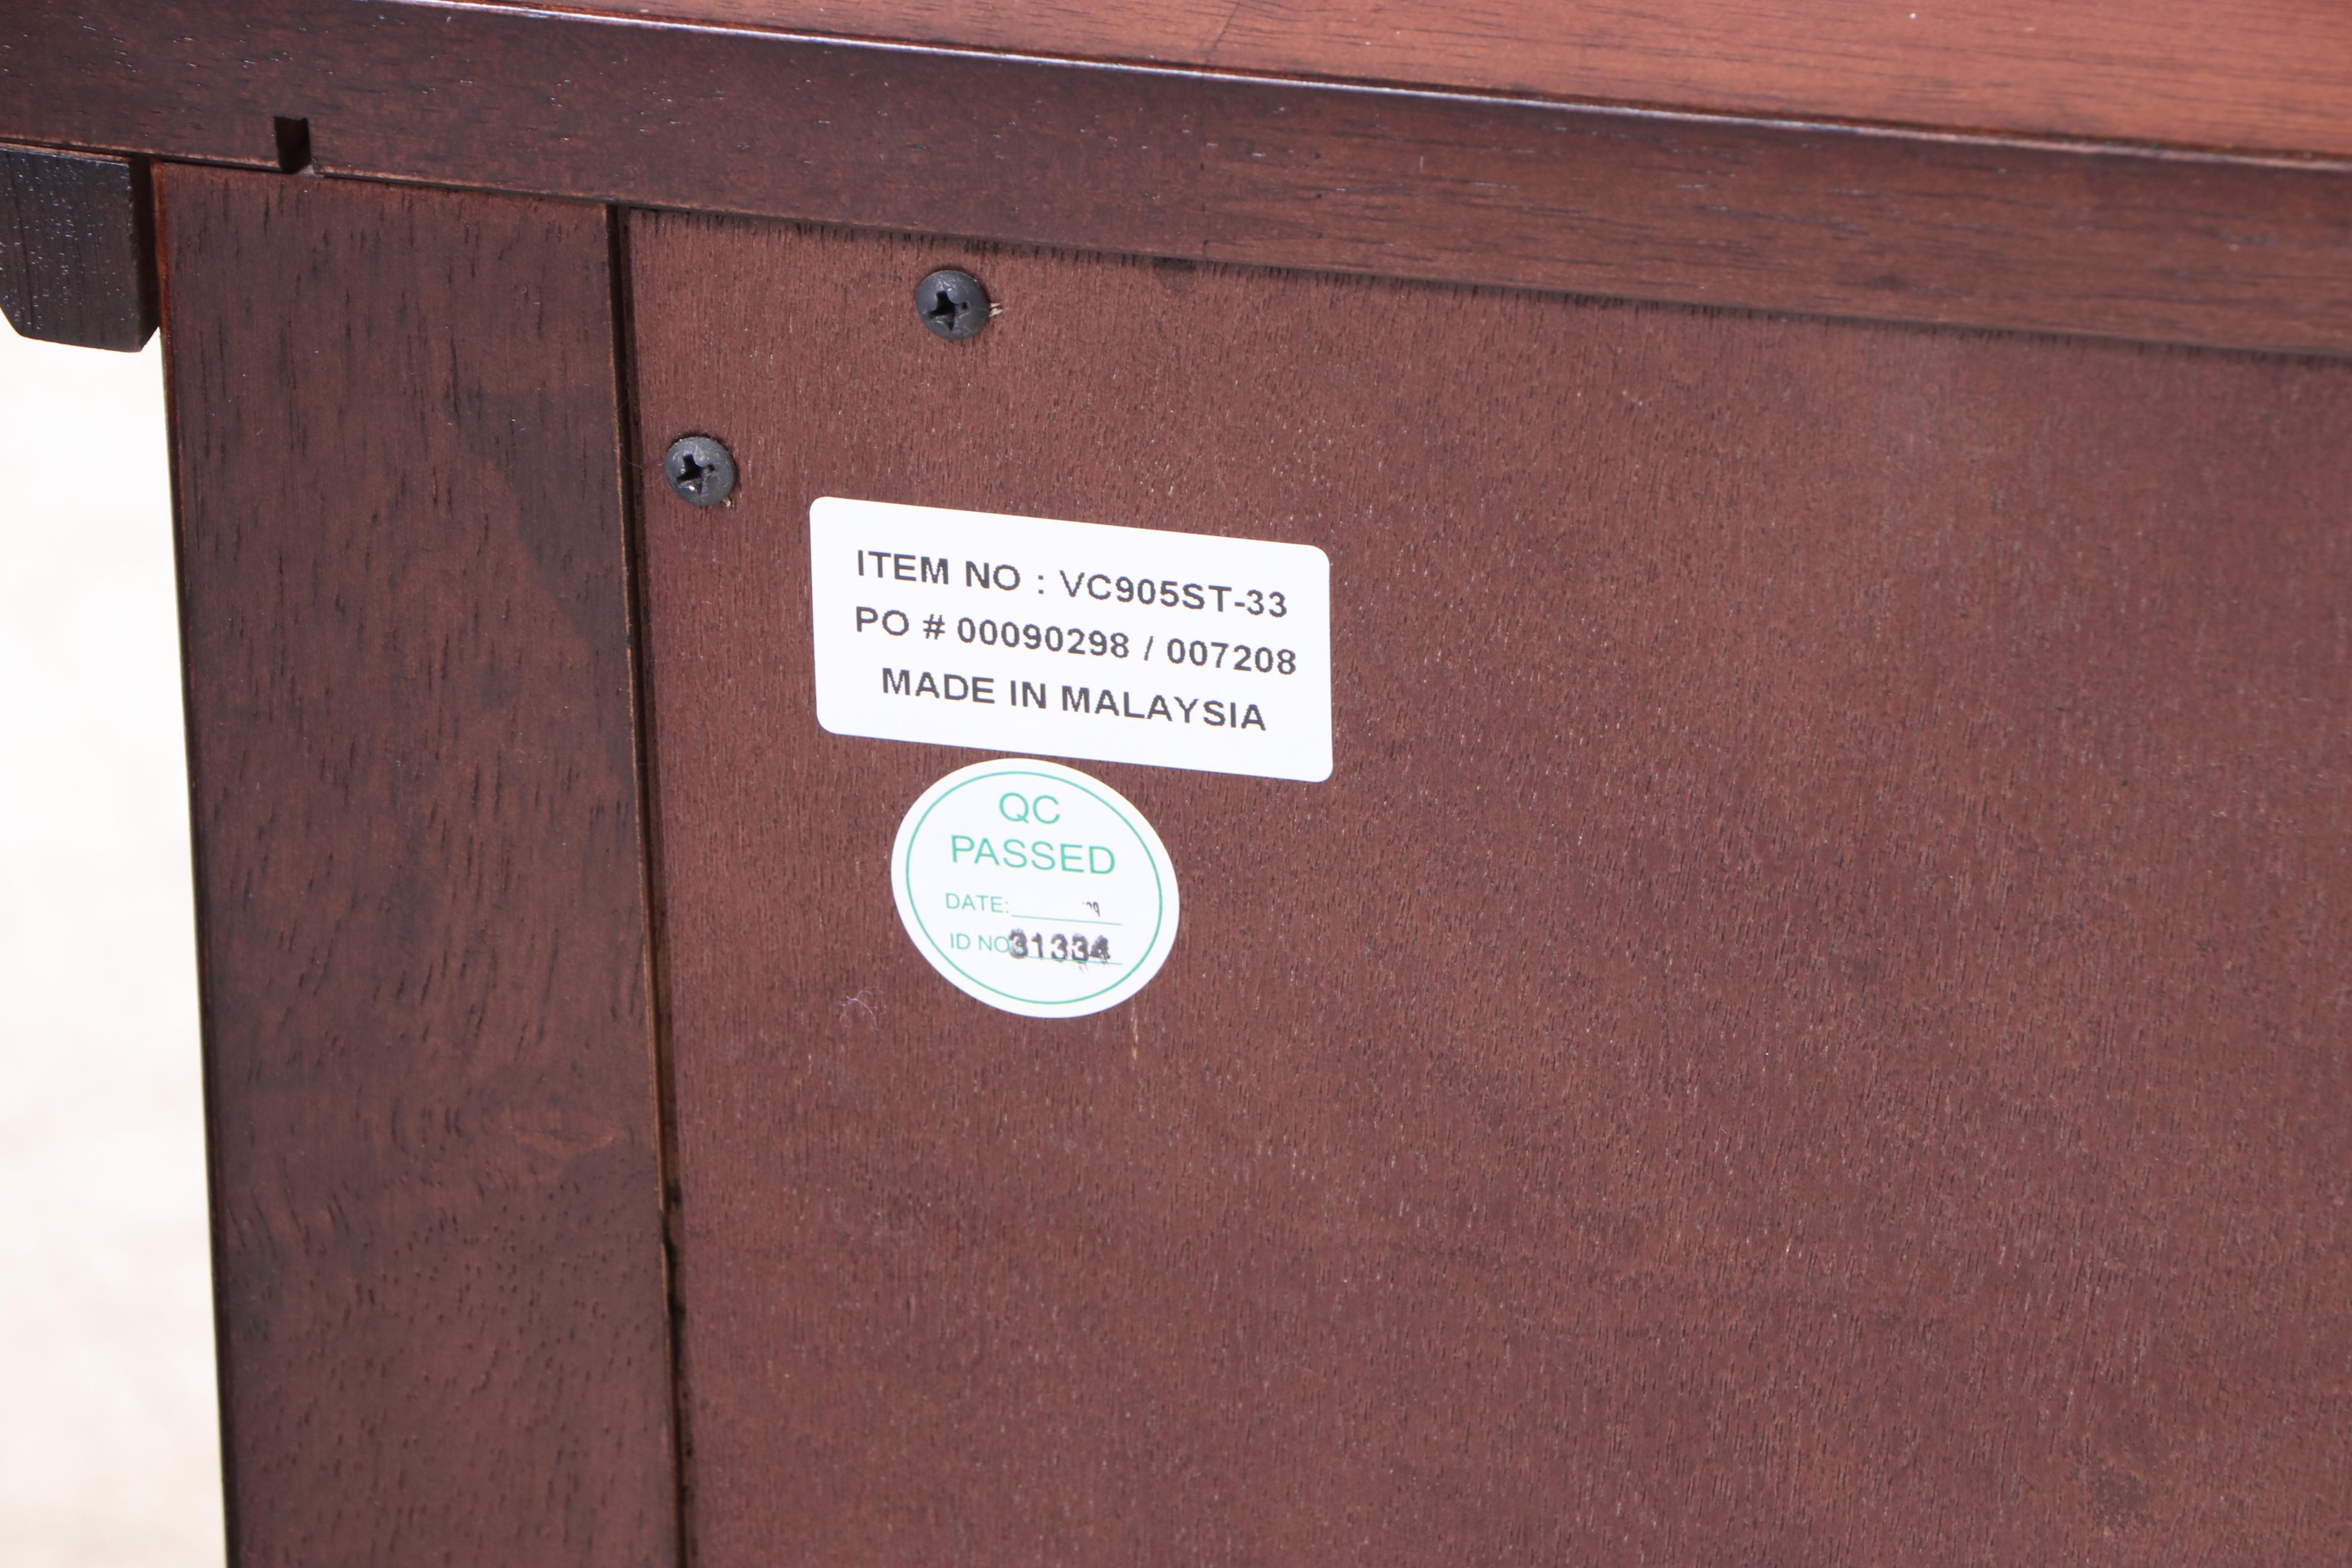 ITEM NO : VC905ST-33
PO # 00090298 / 007208
MADE IN MALAYSIA
QC
PASSED
DATE:
ID NO 31334